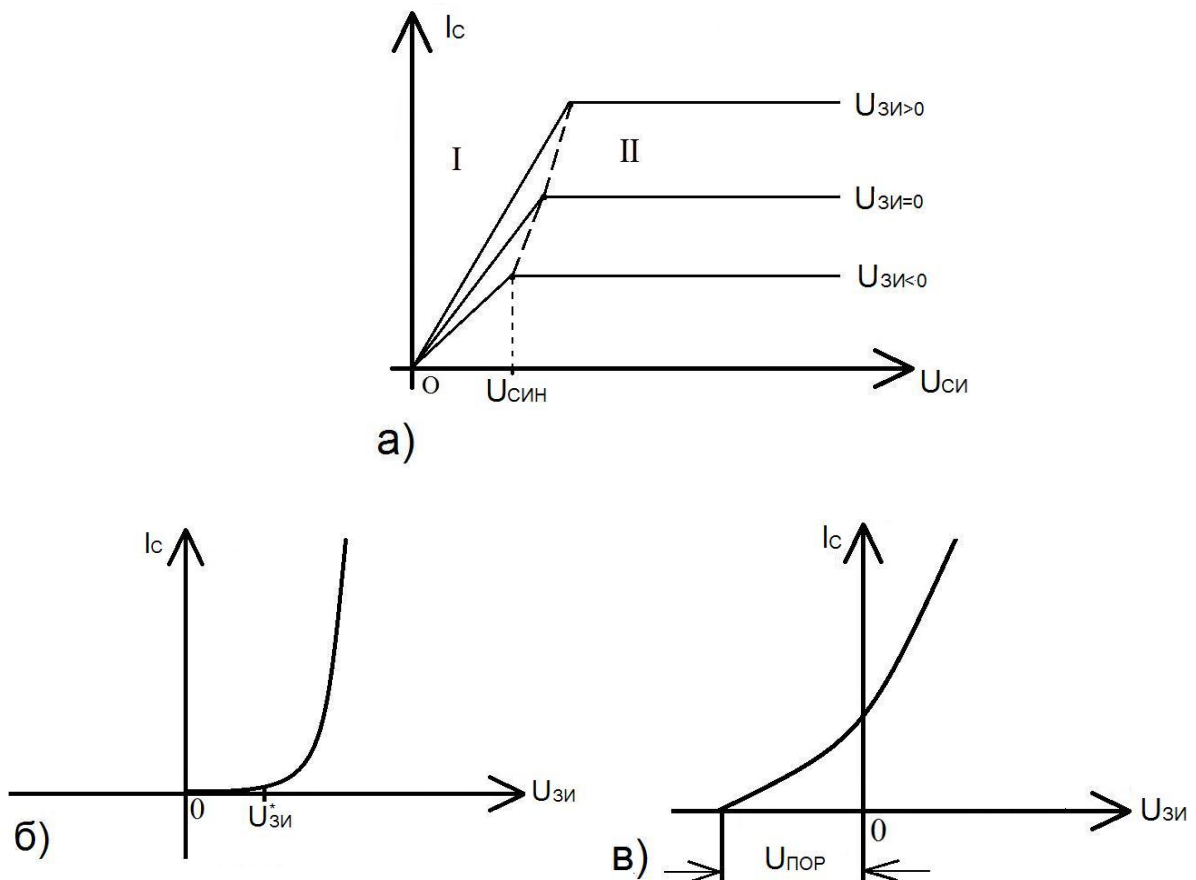 Iс
Uзи>0
I II
Uзи=0
Uзи<0
O Uсин Uси
а)
Iс
Uзи
0 U*зи
б)
Iс
Uзи
0
Uпор
в)